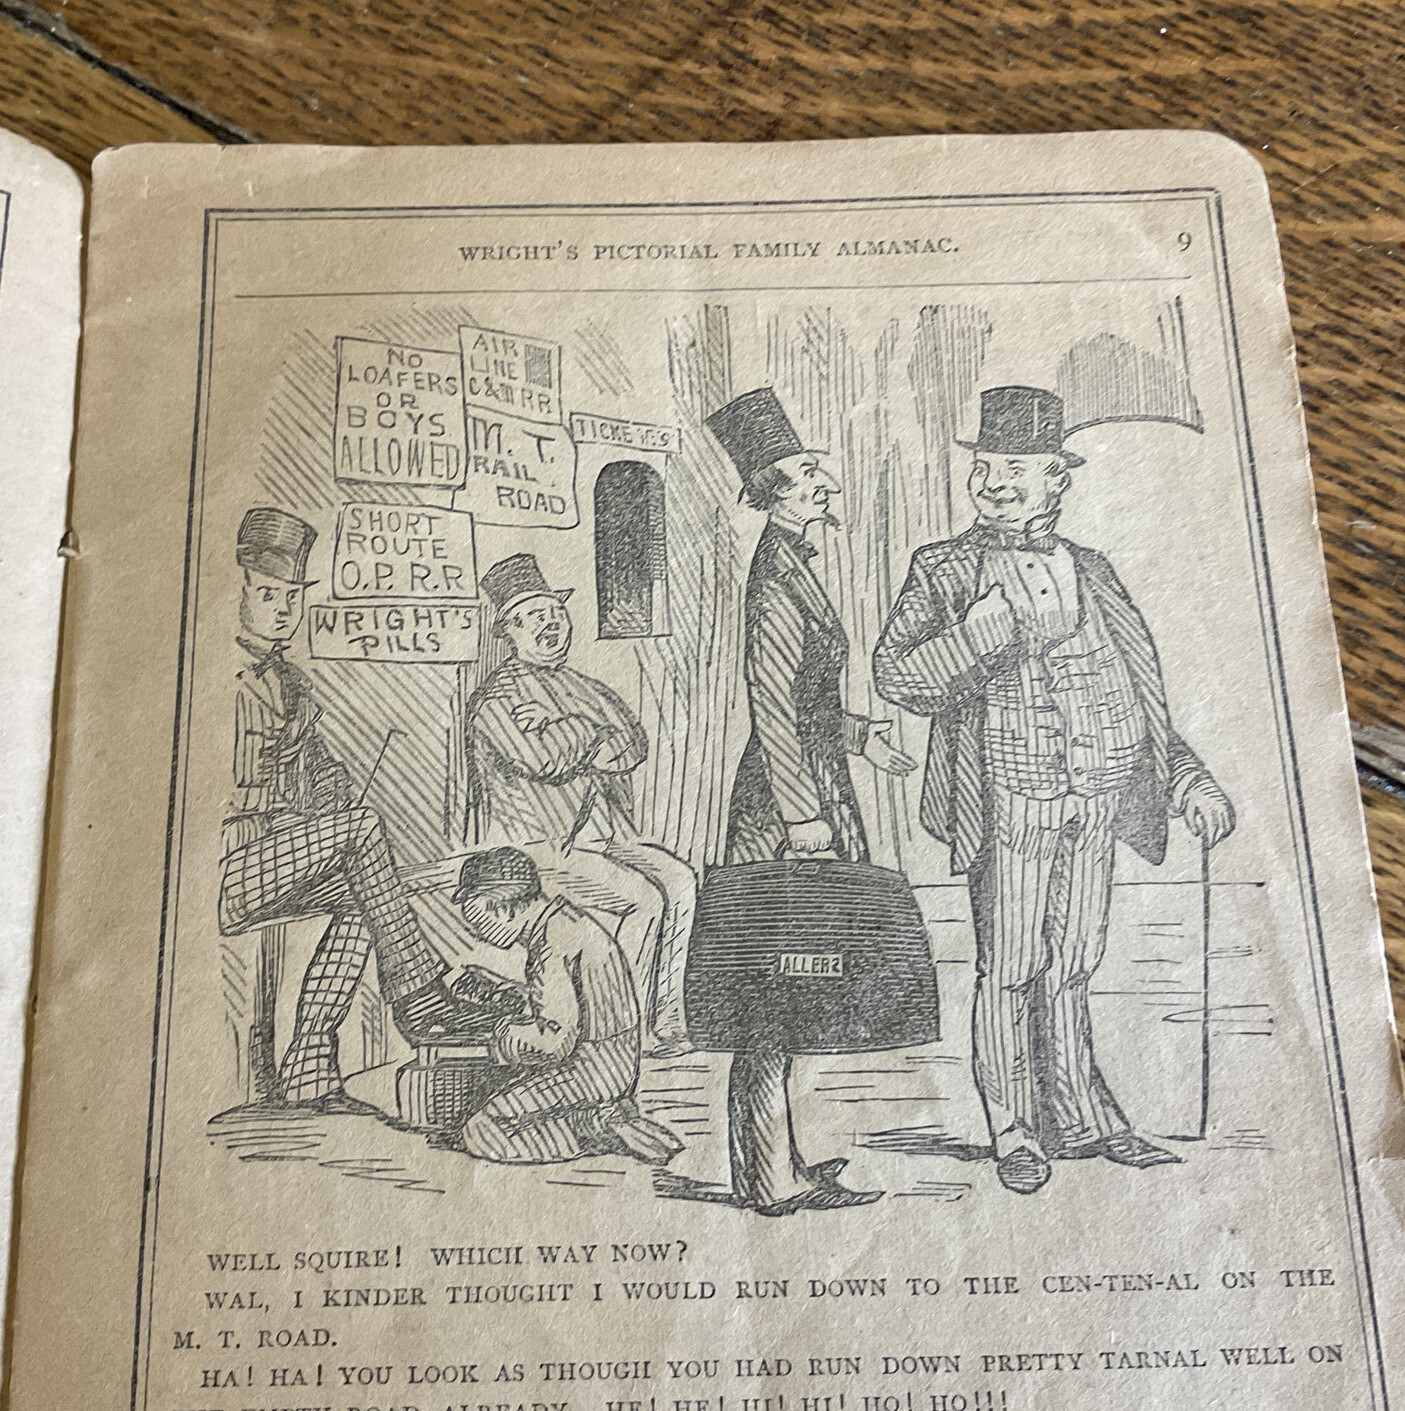 WRIGHT'S PICTORIAL FAMILY ALMANAC.
9
NO
LOAFERS
OR
BOYS
ALLOWED
AIR
LINE
RR
M. T.
RAIL
ROAD
TICKETS
SHORT
ROUTE
O.P. R.R
WRIGHT'S
PILLS
WELL SQUIRE! WHICH WAY NOW?
WAL, I KINDER THOUGHT I WOULD RUN DOWN TO THE CEN-TEN-AL ON THE
M. T. ROAD.
HA! HA! YOU LOOK AS THOUGH YOU HAD RUN DOWN PRETTY TARNAL WELL ON
ROAD ALREADY. HE! HE! HI! HI! HO! HO!!!